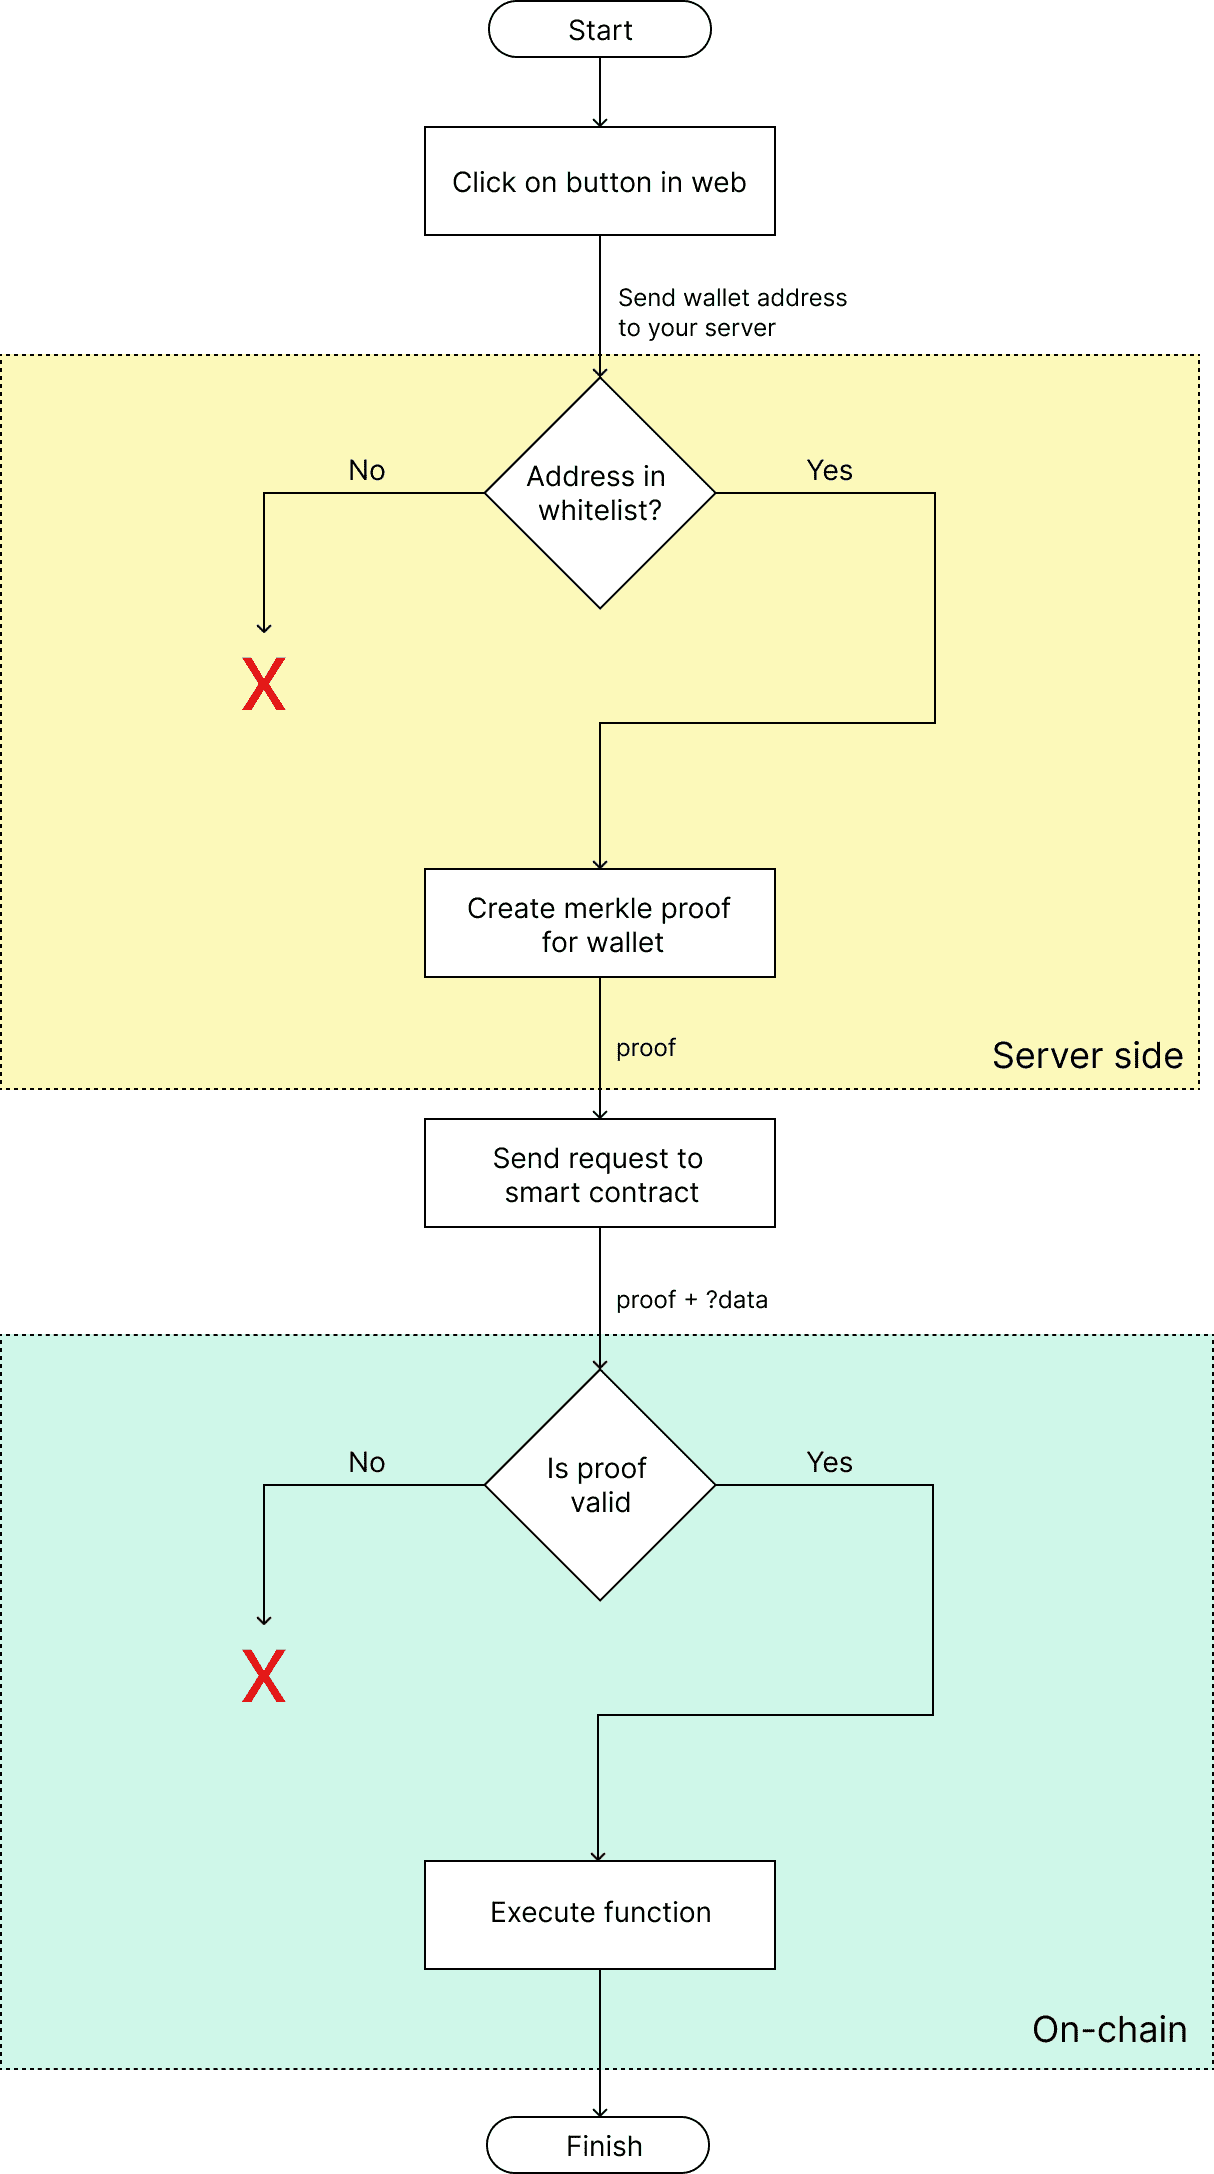 Start
Click on button in web
Send wallet address
to your server
No
Yes
Address in
whitelist?
X
Create merkle proof
for wallet
proof
Server side
Send request to
smart contract
proof + ?data
No
Yes
Is proof
valid
X
Execute function
On-chain
Finish